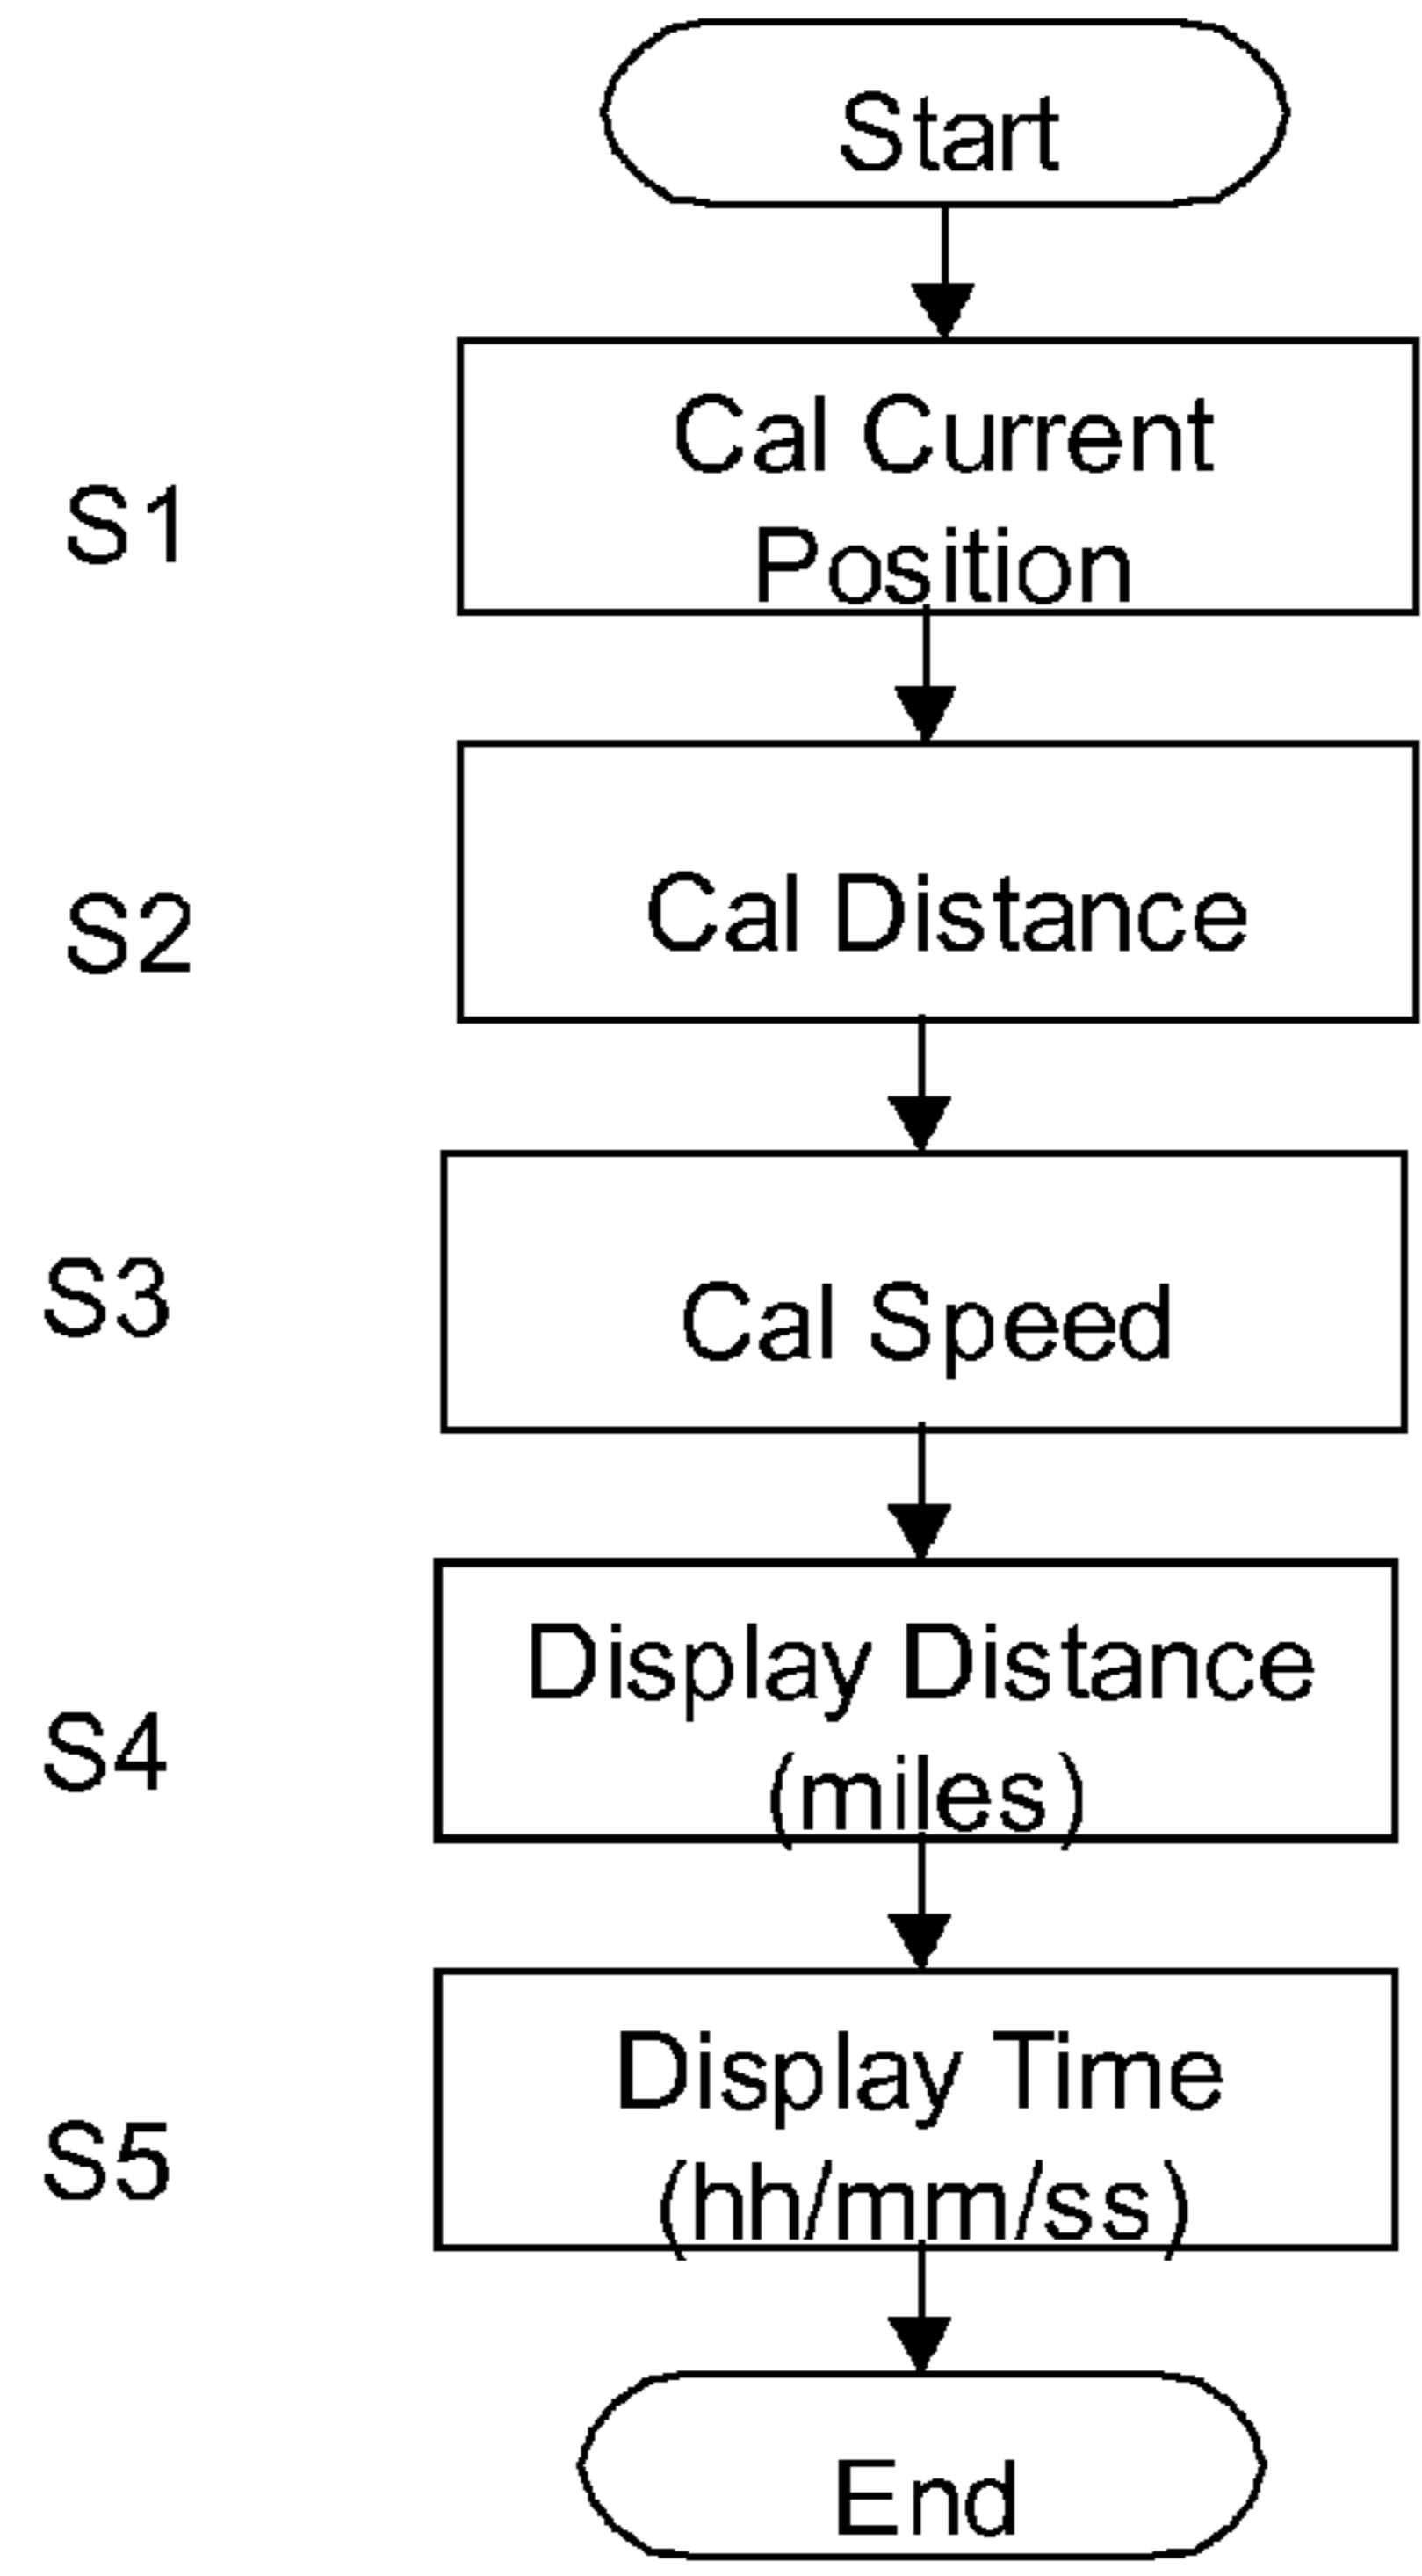 Start
S1
Cal Current
Position
S2
Cal Distance
S3
Cal Speed
S4
Display Distance
(miles)
S5
Display Time
(hh/mm/ss)
End